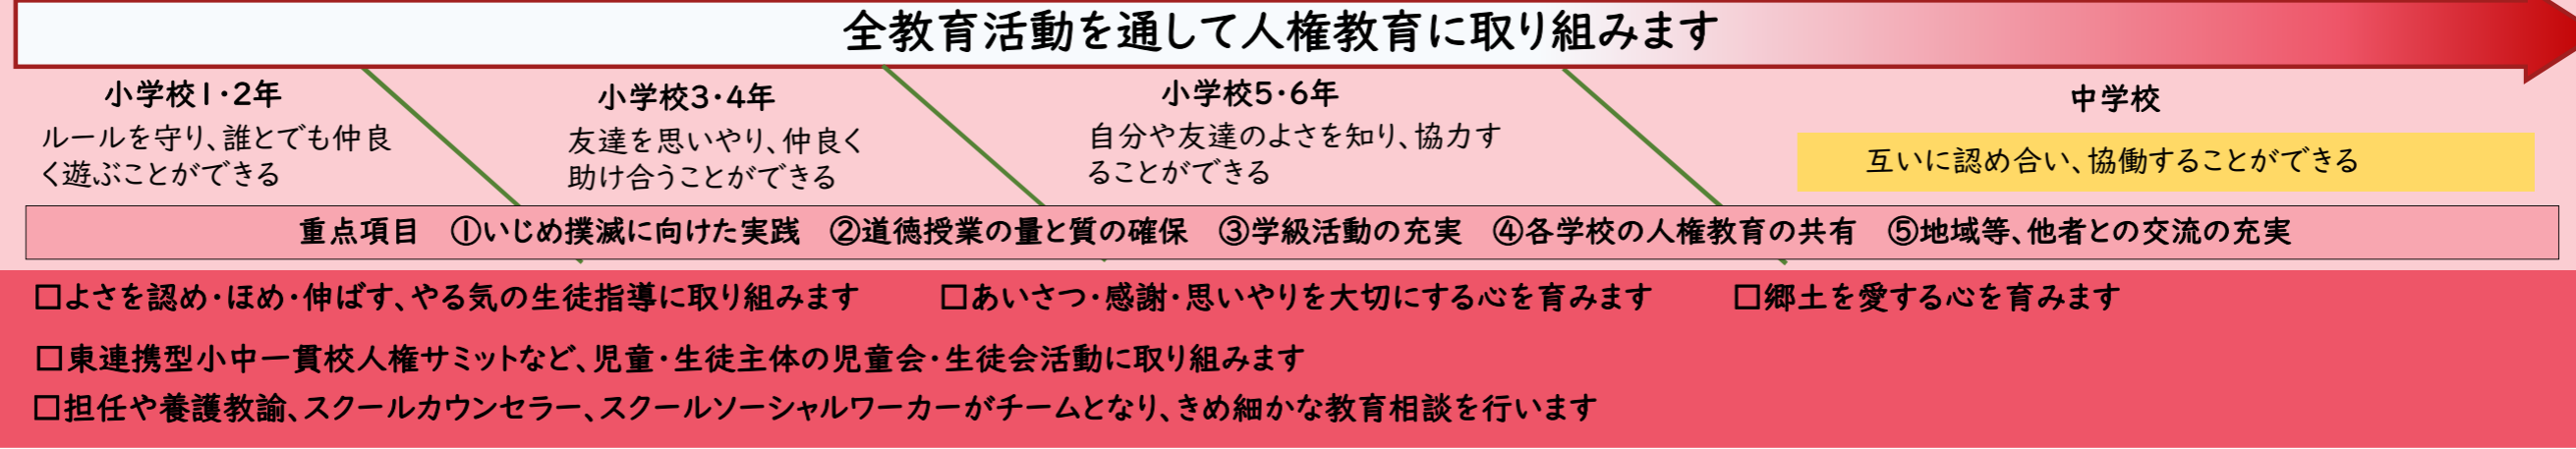 全教育活動を通して人権教育に取り組みます
小学校1・2年
ルールを守り、誰とでも仲良
く遊ぶことができる
小学校3・4年
友達を思いやり、仲良く
助け合うことができる
小学校5・6年
自分や友達のよさを知り、協力す
ることができる
中学校
互いに認め合い、協働することができる
重点項目　①いじめ撲滅に向けた実践　②道徳授業の量と質の確保　③学級活動の充実　④各学校の人権教育の共有　⑤地域等、他者との交流の充実
□よさを認め・ほめ・伸ばす、やる気の生徒指導に取り組みます　□あいさつ・感謝・思いやりを大切にする心を育みます　□郷土を愛する心を育みます
□東連携型小中一貫校人権サミットなど、児童・生徒主体の児童会・生徒会活動に取り組みます
□担任や養護教諭、スクールカウンセラー、スクールソーシャルワーカーがチームとなり、きめ細かな教育相談を行います